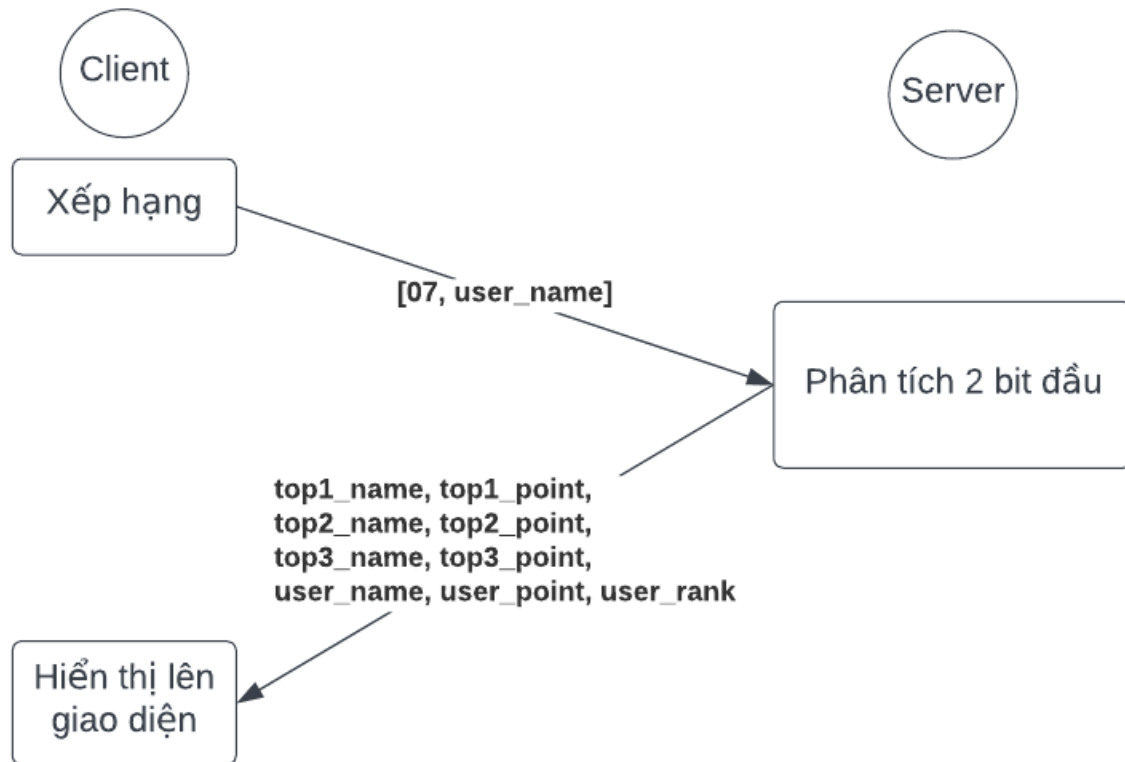 Client
Server
Xếp hạng
[07, user_name]
Phân tích 2 bit đầu
top1_name, top1_point,
top2_name, top2_point,
top3_name, top3_point,
user_name, user_point, user_rank
Hiển thị lên
giao diện